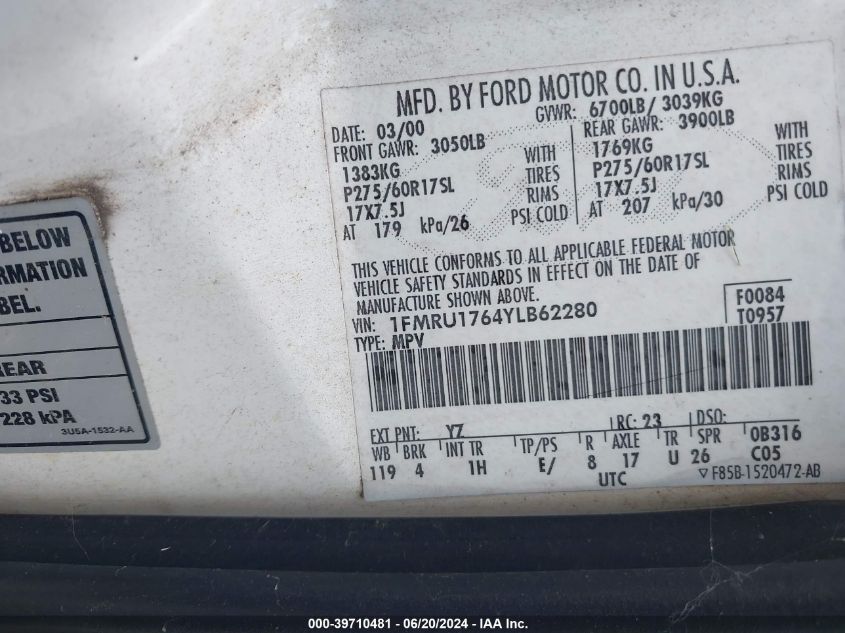 BELOW
RMATION
BEL.
REAR
33 PSI
228 kPA
3U5A-1532-AA
MFD. BY FORD MOTOR CO. IN U.S.A.
DATE: 03/00 GVWR: 6700LB/ 3039KG
FRONT GAWR: 3050LB REAR GAWR: 3900LB
1383KG WITH 1769KG WITH
P275/60R17SL TIRES P275/60R17SL TIRES
17X7.5J RIMS 17X7.5J RIMS
AT 179 kPa/26 PSI COLD AT 207 kPa/30 PSI COLD
THIS VEHICLE CONFORMS TO ALL APPLICABLE FEDERAL MOTOR
VEHICLE SAFETY STANDARDS IN EFFECT ON THE DATE OF
MANUFACTURE SHOWN ABOVE.
VIN: 1FMRU1764YLB62280 F0084
TYPE: MPV T0957
EXT PNT: YZ RC: 23 DSO:
WB BRK INT TR TP/PS R AXLE TR SPR 0B316
119 4 1H E/ 8 17 U 26 C05
UTC ▽F85B-1520472-AB
000-39710481 - 06/20/2024 - IAA Inc.